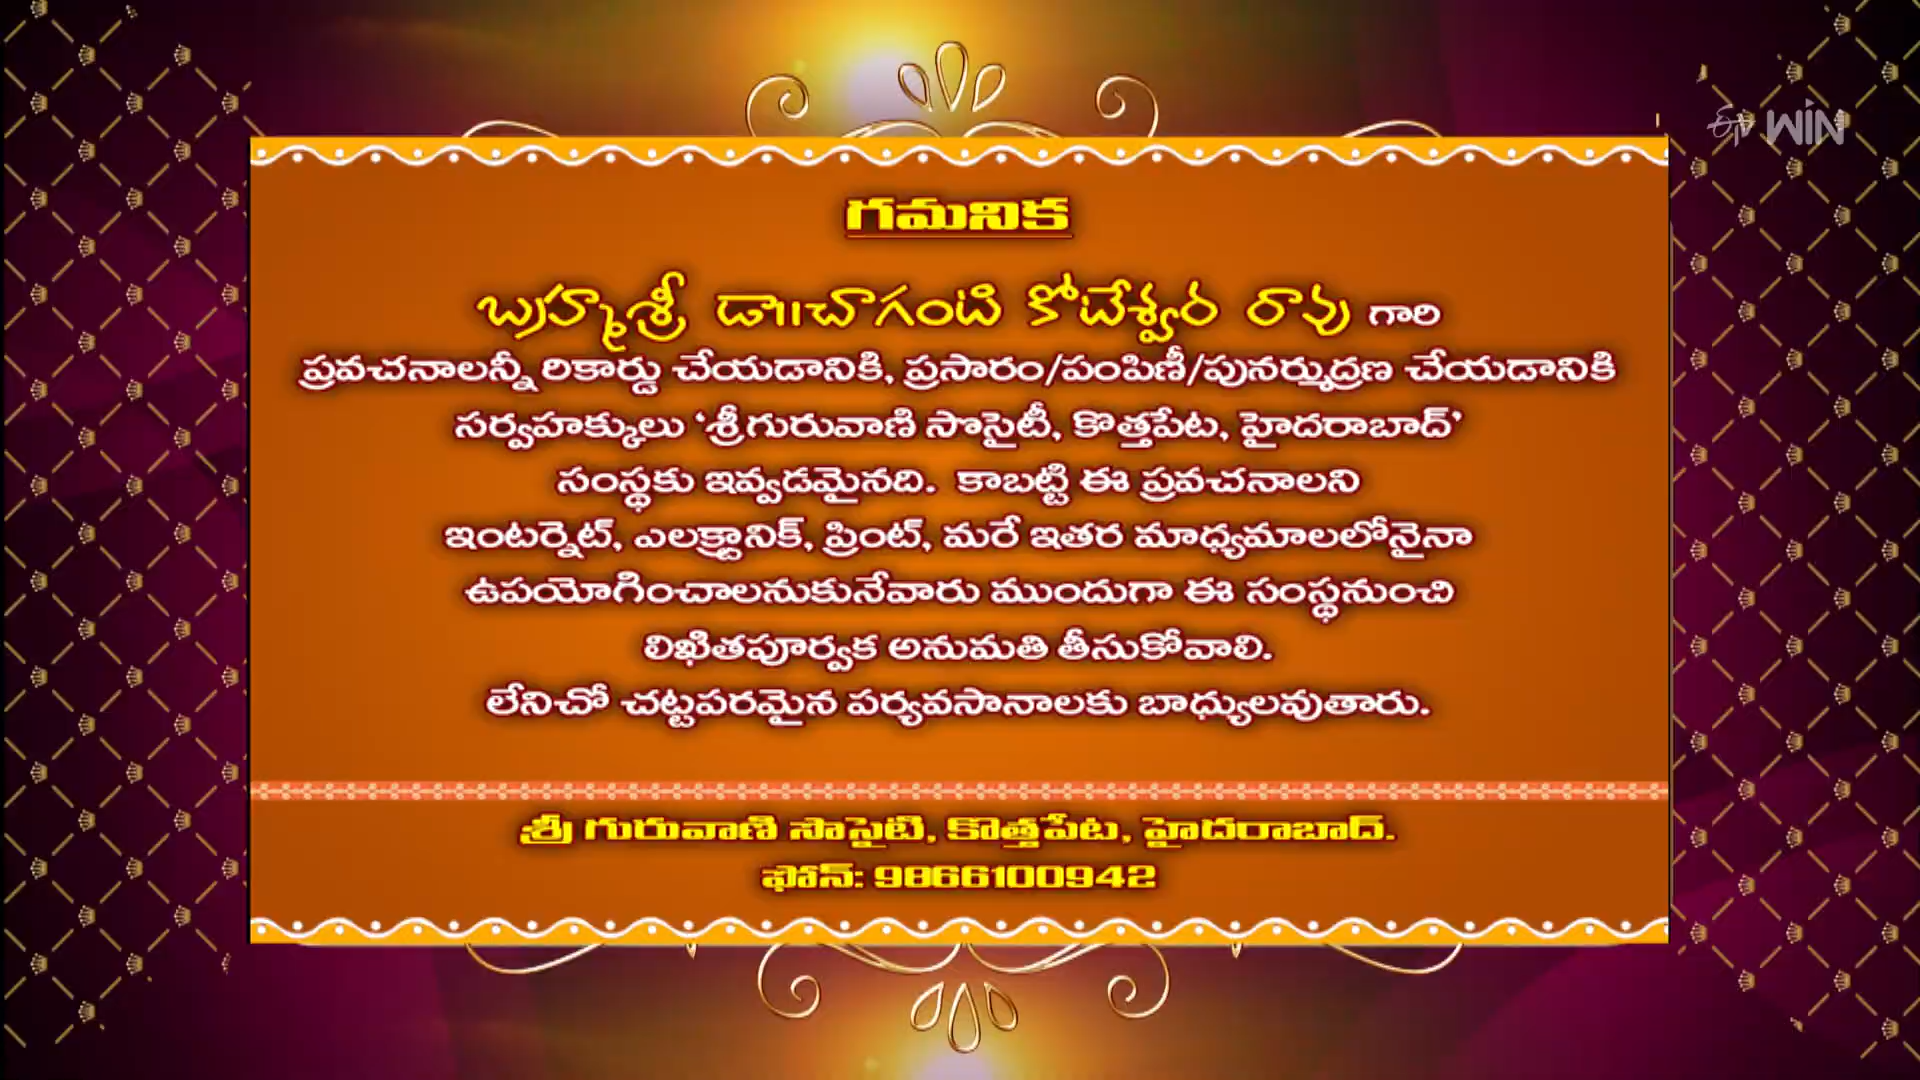 ఈtv WIN
గమనిక
బ్రహ్మశ్రీ డా॥చాగంటి కోటేశ్వర రావు గారి
ప్రవచనాలన్నీ రికార్డు చేయడానికి, ప్రసారం/పంపిణీ/పునర్ముద్రణ చేయడానికి
సర్వహక్కులు ‘శ్రీగురువాణి సొసైటీ, కొత్తపేట, హైదరాబాద్’
సంస్థకు ఇవ్వడమైనది. కాబట్టి ఈ ప్రవచనాలని
ఇంటర్నెట్, ఎలక్ట్రానిక్, ప్రింట్, మరే ఇతర మాధ్యమాలలోనైనా
ఉపయోగించాలనుకునేవారు ముందుగా ఈ సంస్థనుంచి
లిఖితపూర్వక అనుమతి తీసుకోవాలి.
లేనిచో చట్టపరమైన పర్యవసానాలకు బాధ్యులవుతారు.
శ్రీ గురువాణి సొసైటి, కొత్తపేట, హైదరాబాద్.
ఫోన్: 9866100942